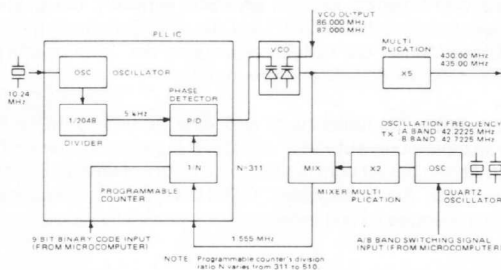 VCO OUTPUT
86.000 MHz
87.000 MHz
PLL IC
VCO
MULTI
PLICATION
OSC
OSCILLATOR
X5
430.00 MHz
435.00 MHz
10.24
MHz
PHASE
DETECTOR
1/2048
5 kHz
P/D
DIVIDER
OSCILLATION FREQUENCY
TX A BAND 42.2225 MHz
B BAND 42.7225 MHz
1/N
N=311
MIX
X2
OSC
PROGRAMMABLE
COUNTER
MIXER
MULTI
PLICATION
QUARTZ
OSCILLATOR
9-BIT BINARY CODE INPUT
(FROM MICROCOMPUTER)
1.555 MHz
A/B BAND SWITCHING SIGNAL
INPUT (FROM MICROCOMPUTER)
NOTE Programmable counter's division
ratio N varies from 311 to 510.